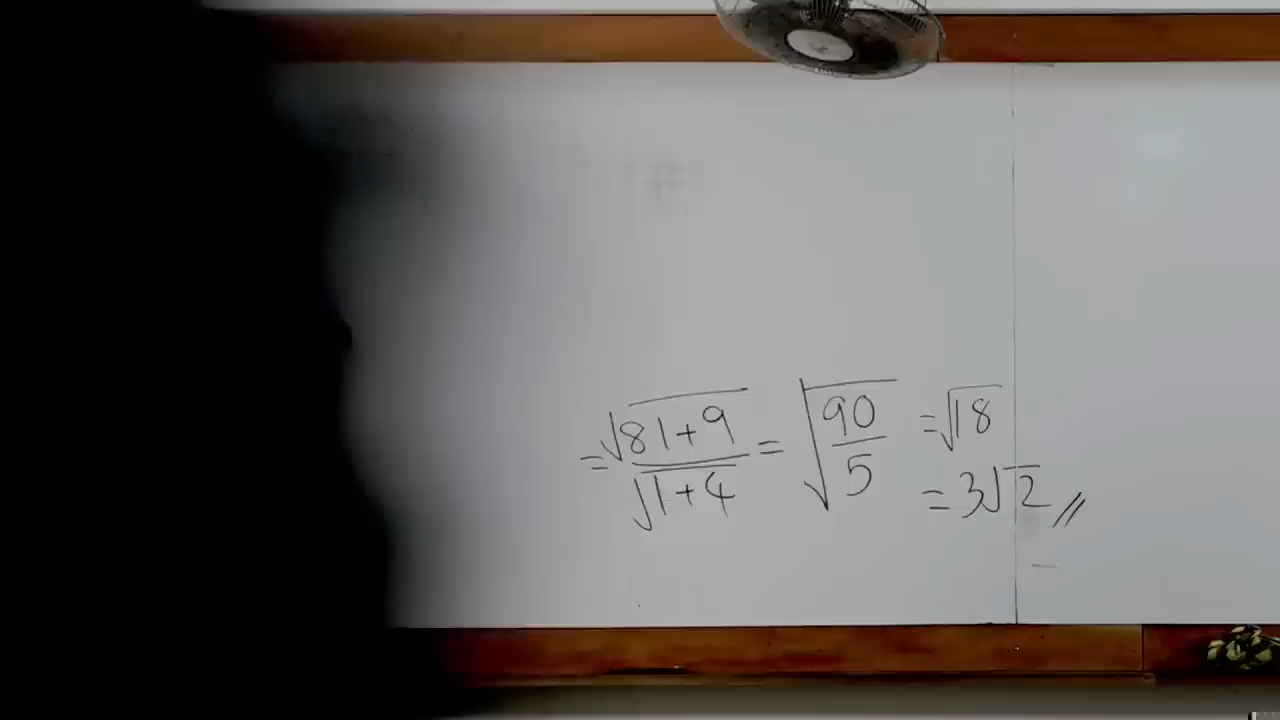 = √(81+9) / √(1+4) = √(90/5) = √18
= 3√2 //